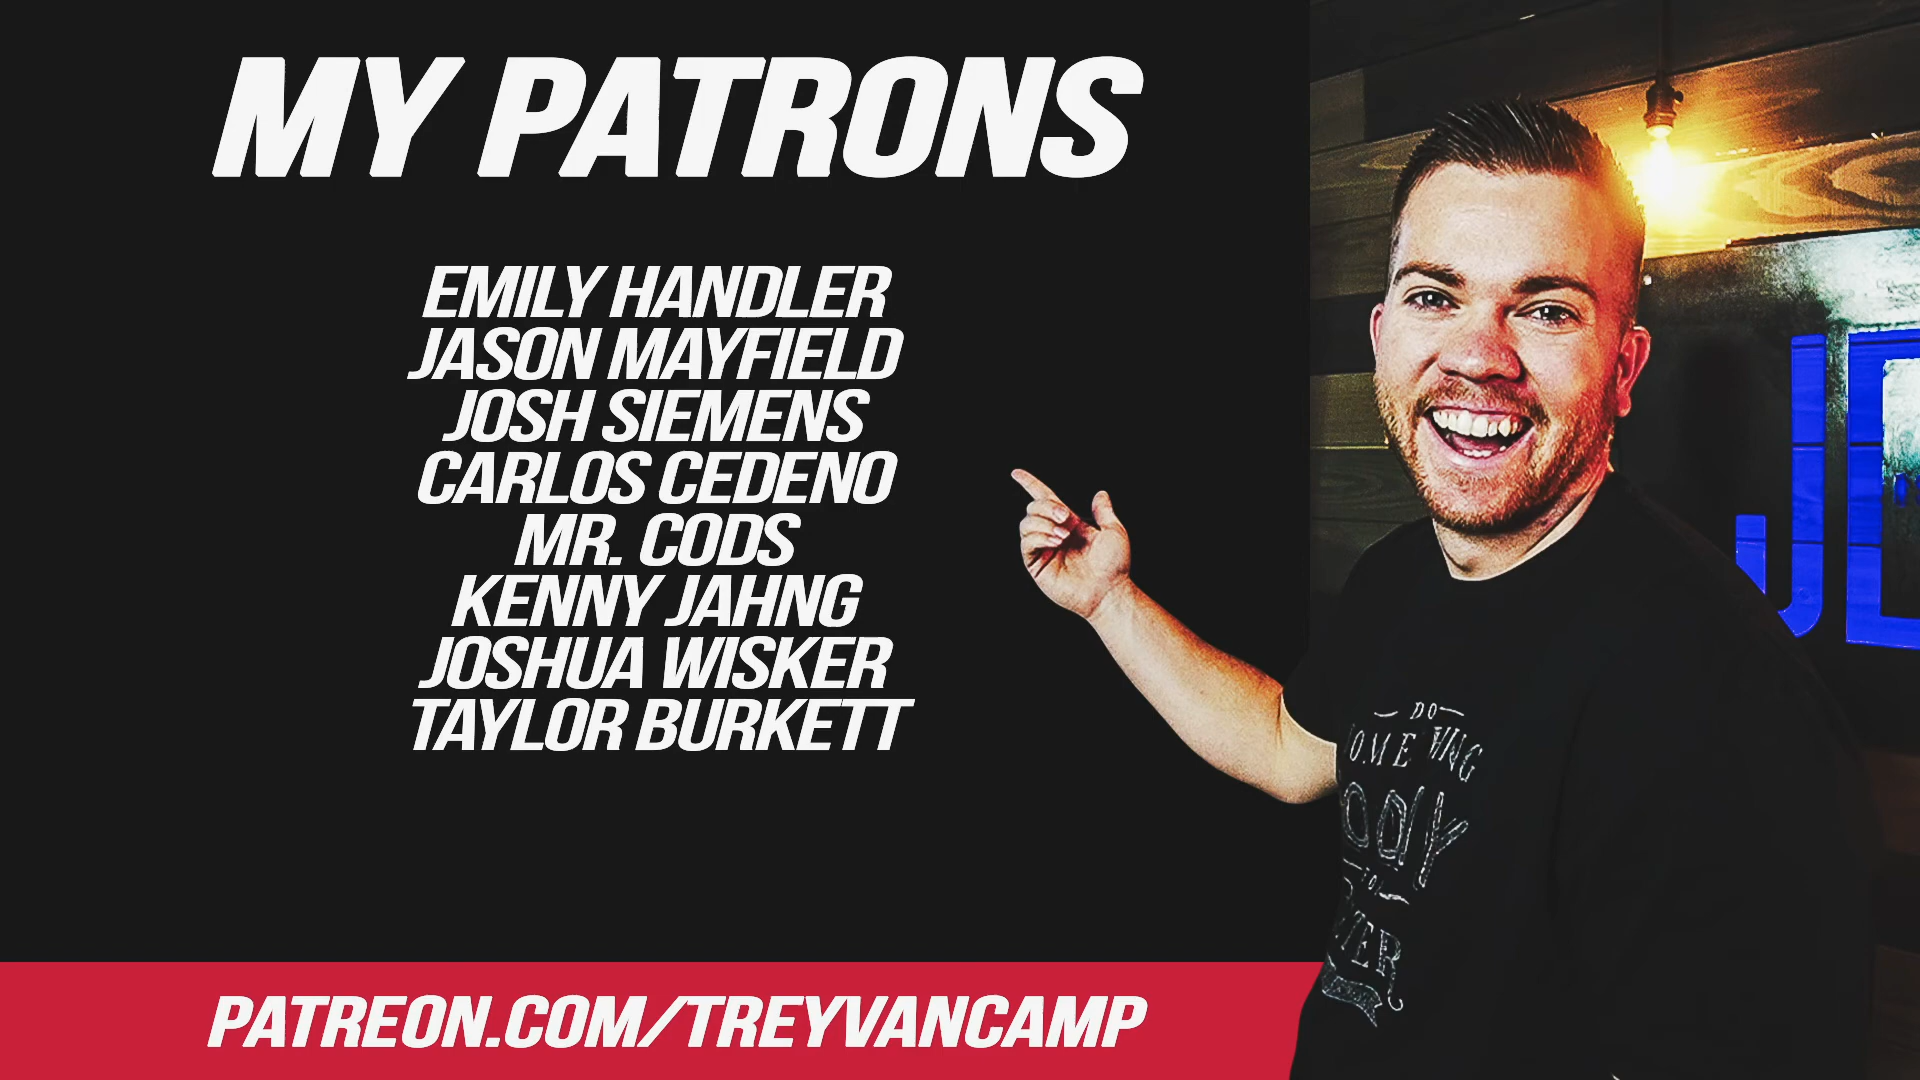 MY PATRONS
EMILY HANDLER
JASON MAYFIELD
JOSH SIEMENS
CARLOS CEDENO
MR. CODS
KENNY JAHNG
JOSHUA WISKER
TAYLOR BURKETT
PATREON.COM/TREYVANCAMP
DO